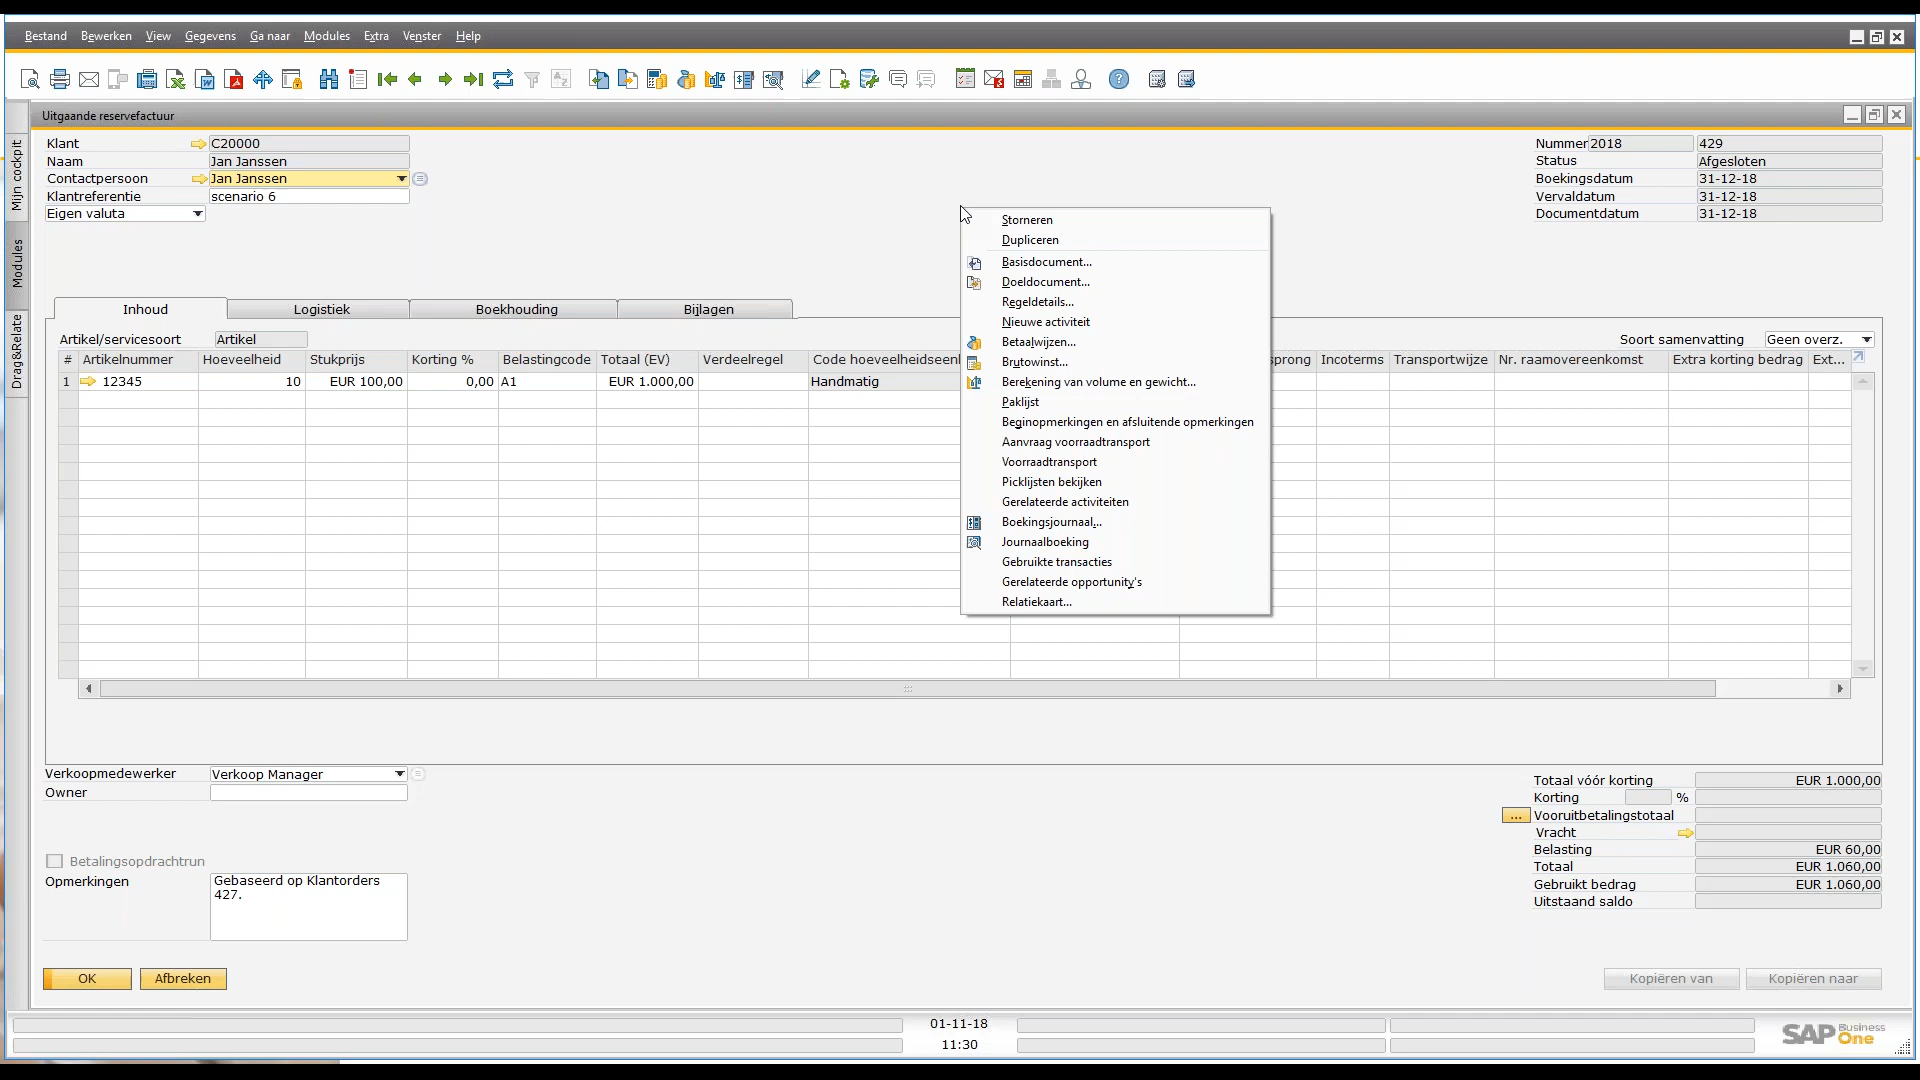 Bestand Bewerken View Gegevens Ga naar Modules Extra Venster Help
Uitgaande reservefactuur
Mijn cockpit
Modules
Drag&Relate
Klant C20000
Naam Jan Janssen
Contactpersoon Jan Janssen
Klantreferentie scenario 6
Eigen valuta
Nummer 2018 429
Status Afgesloten
Boekingsdatum 31-12-18
Vervaldatum 31-12-18
Documentdatum 31-12-18
Storneren
Dupliceren
Basisdocument...
Doeldocument...
Regeldetails...
Nieuwe activiteit
Betaalwijzen...
Brutowinst...
Berekening van volume en gewicht...
Paklijst
Beginopmerkingen en afsluitende opmerkingen
Aanvraag voorraadtransport
Voorraadtransport
Picklijsten bekijken
Gerelateerde activiteiten
Boekingsjournaal...
Journaalboeking
Gebruikte transacties
Gerelateerde opportunity's
Relatiekaart...
Inhoud Logistiek Boekhouding Bijlagen
Artikel/servicesoort Artikel
Soort samenvatting Geen overz.
# Artikelnummer Hoeveelheid Stukprijs Korting % Belastingcode Totaal (EV) Verdeelregel Code hoeveelheidseenh Incoterms Transportwijze Nr. raamovereenkomst Extra korting bedrag Ext...
1 12345 10 EUR 100,00 0,00 A1 EUR 1.000,00 Handmatig
Verkoopmedewerker Verkoop Manager
Owner
Betalingsopdrachtrun
Opmerkingen Gebaseerd op Klantorders
427.
Totaal vóór korting EUR 1.000,00
Korting %
... Vooruitbetalingstotaal
Vracht
Belasting EUR 60,00
Totaal EUR 1.060,00
Gebruikt bedrag EUR 1.060,00
Uitstaand saldo
OK Afbreken
Kopiëren van Kopiëren naar
01-11-18
11:30
SAP Business
One